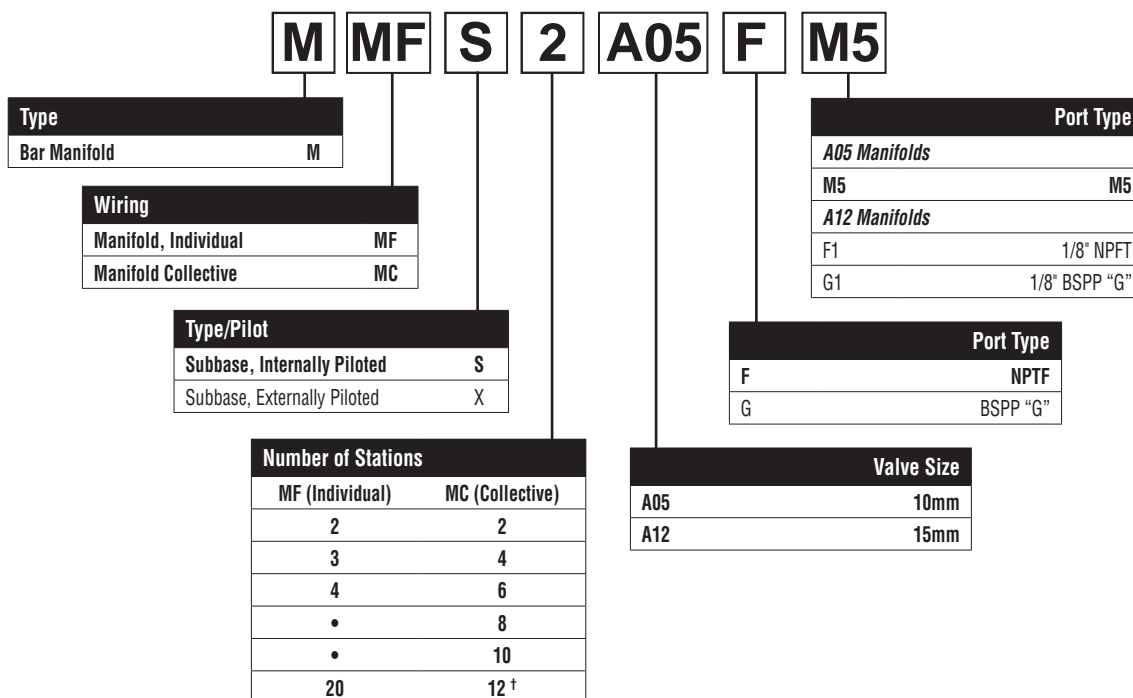 M MF S 2 A05 F M5
Type
Bar Manifold M
Wiring
Manifold, Individual MF
Manifold Collective MC
Type/Pilot
Subbase, Internally Piloted S
Subbase, Externally Piloted X
Number of Stations
MF (Individual) MC (Collective)
2 2
3 4
4 6
• 8
• 10
20 12 †
Port Type
A05 Manifolds
M5 M5
A12 Manifolds
F1 1/8" NPFT
G1 1/8" BSPP “G”
Port Type
F NPTF
G BSPP “G”
Valve Size
A05 10mm
A12 15mm